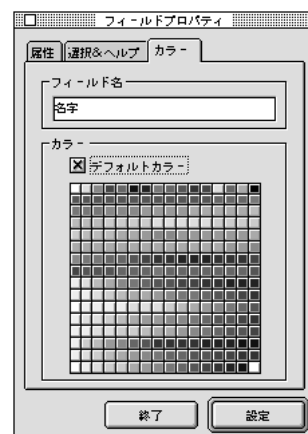 フィールドプロパティ
属性
選択&ヘルプ
カラー
フィールド名
名字
カラー
デフォルトカラー
終了
設定